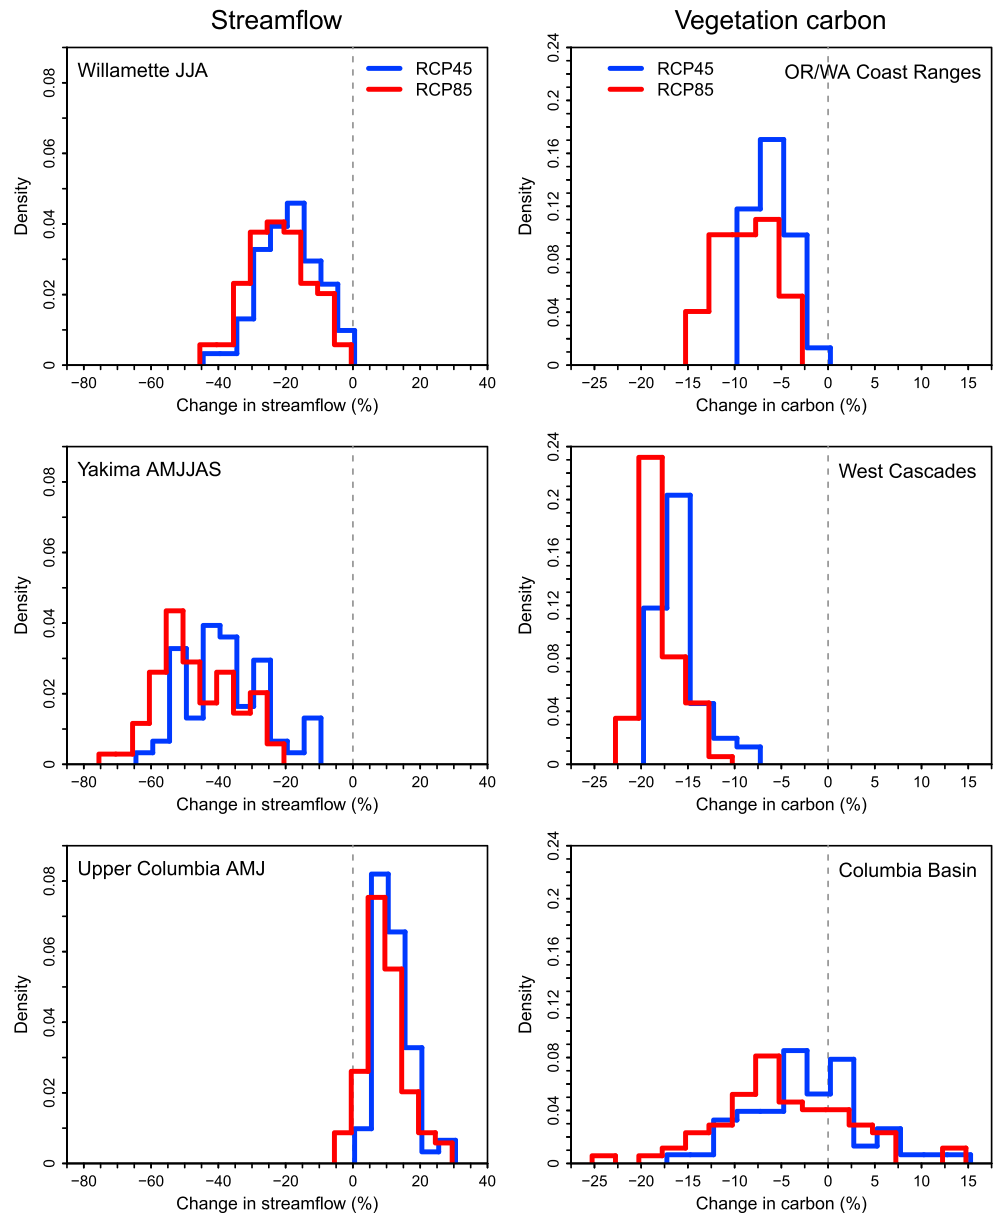 Streamflow
Vegetation carbon
Willamette JJA
RCP45
RCP85
Density
0 0.02 0.04 0.06 0.08
−80 −60 −40 −20 0 20 40
Change in streamflow (%)
RCP45
RCP85
OR/WA Coast Ranges
Density
0 0.04 0.08 0.12 0.16 0.2 0.24
−25 −20 −15 −10 −5 0 5 10 15
Change in carbon (%)
Yakima AMJJAS
Density
0 0.02 0.04 0.06 0.08
−80 −60 −40 −20 0 20 40
Change in streamflow (%)
West Cascades
Density
0 0.04 0.08 0.12 0.16 0.2 0.24
−25 −20 −15 −10 −5 0 5 10 15
Change in carbon (%)
Upper Columbia AMJ
Density
0 0.02 0.04 0.06 0.08
−80 −60 −40 −20 0 20 40
Change in streamflow (%)
Columbia Basin
Density
0 0.04 0.08 0.12 0.16 0.2 0.24
−25 −20 −15 −10 −5 0 5 10 15
Change in carbon (%)